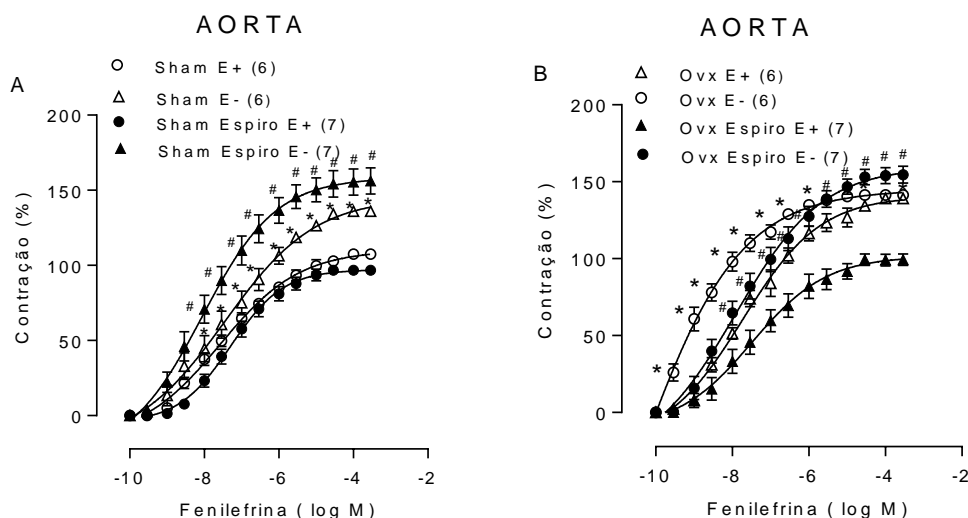 AORTA
A
Sham E+ (6)
Sham E- (6)
Sham Espiro E+ (7)
Sham Espiro E- (7)
200
150
100
50
0
Contração (%)
# # # # # # # # # # #
* * * * * * * * * *
-10 -8 -6 -4 -2
Fenilefrina ( log M)
AORTA
B
Ovx E+ (6)
Ovx E- (6)
Ovx Espiro E+ (7)
Ovx Espiro E- (7)
200
150
100
50
0
Contração (%)
* * * * * * * * *
# # # # # # # # #
-10 -8 -6 -4 -2
Fenilefrina ( log M)